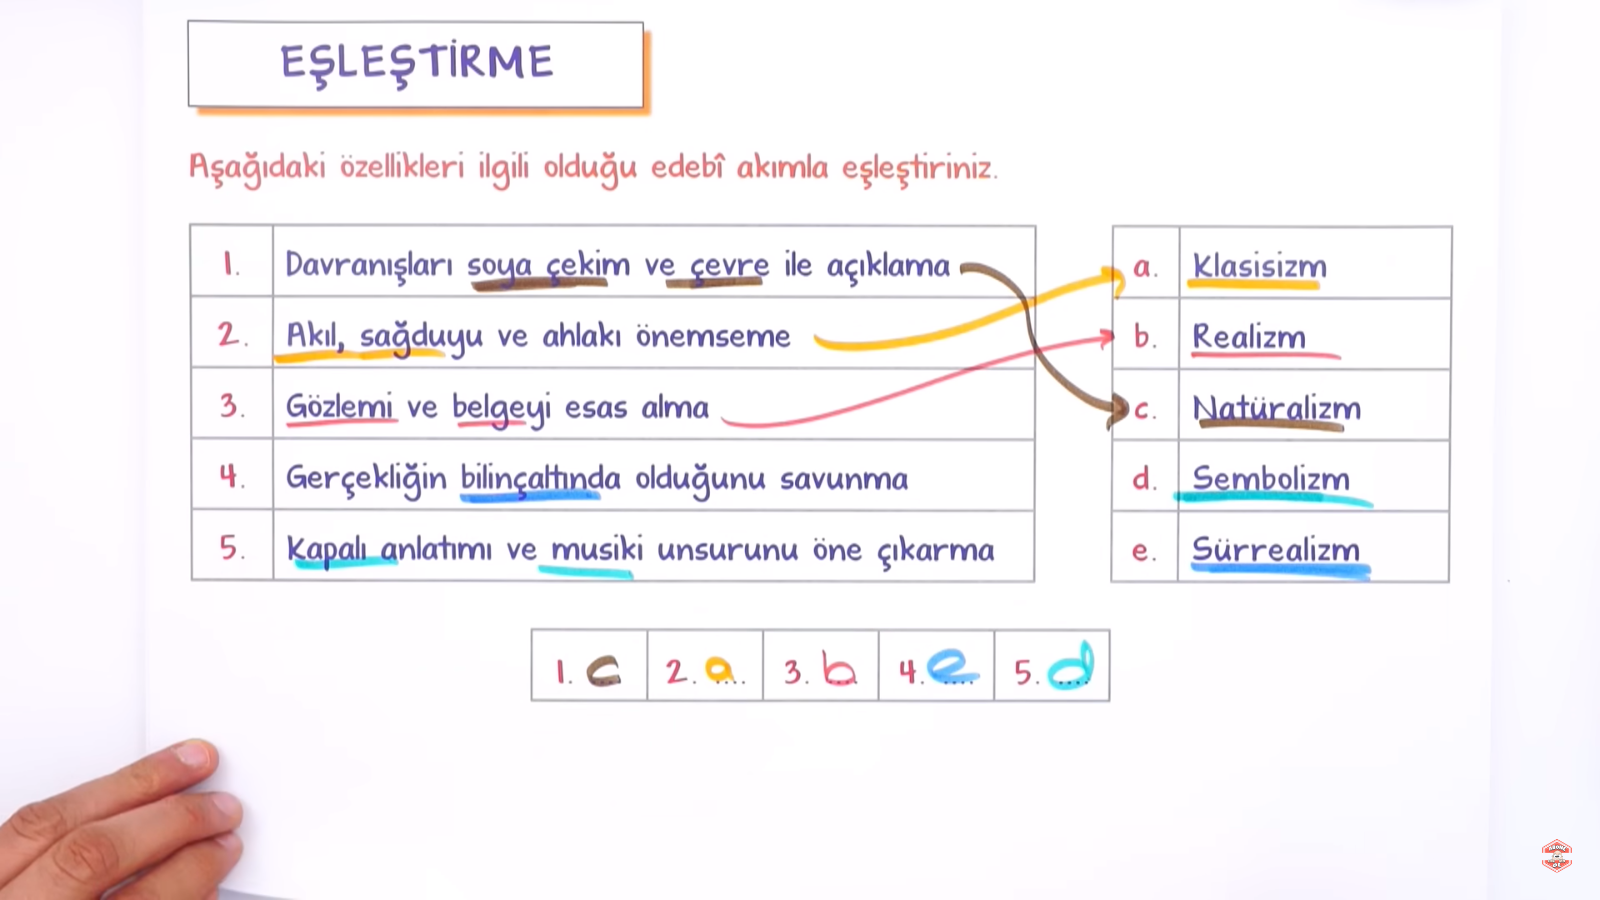 EŞLEŞTİRME
Aşağıdaki özellikleri ilgili olduğu edebî akımla eşleştiriniz.
1. Davranışları soya çekim ve çevre ile açıklama
2. Akıl, sağduyu ve ahlakı önemseme
3. Gözlemi ve belgeyi esas alma
4. Gerçekliğin bilinçaltında olduğunu savunma
5. Kapalı anlatımı ve musiki unsurunu öne çıkarma
a. Klasisizm
b. Realizm
c. Natüralizm
d. Sembolizm
e. Sürrealizm
1. c 2. a 3. b 4. e 5. d